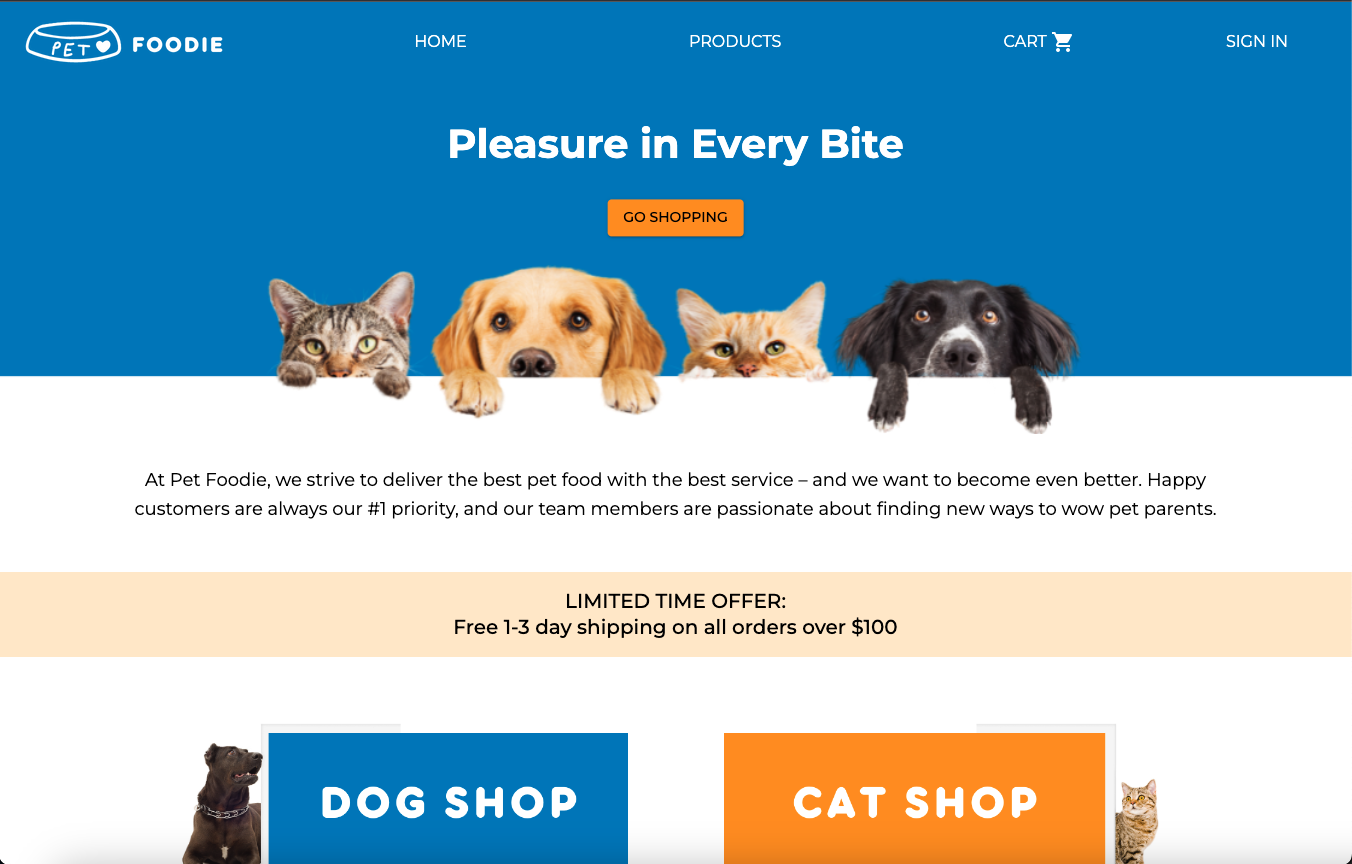 PET FOODIE
HOME
PRODUCTS
CART
SIGN IN
Pleasure in Every Bite
GO SHOPPING
At Pet Foodie, we strive to deliver the best pet food with the best service – and we want to become even better. Happy
customers are always our #1 priority, and our team members are passionate about finding new ways to wow pet parents.
LIMITED TIME OFFER:
Free 1-3 day shipping on all orders over $100
DOG SHOP
CAT SHOP